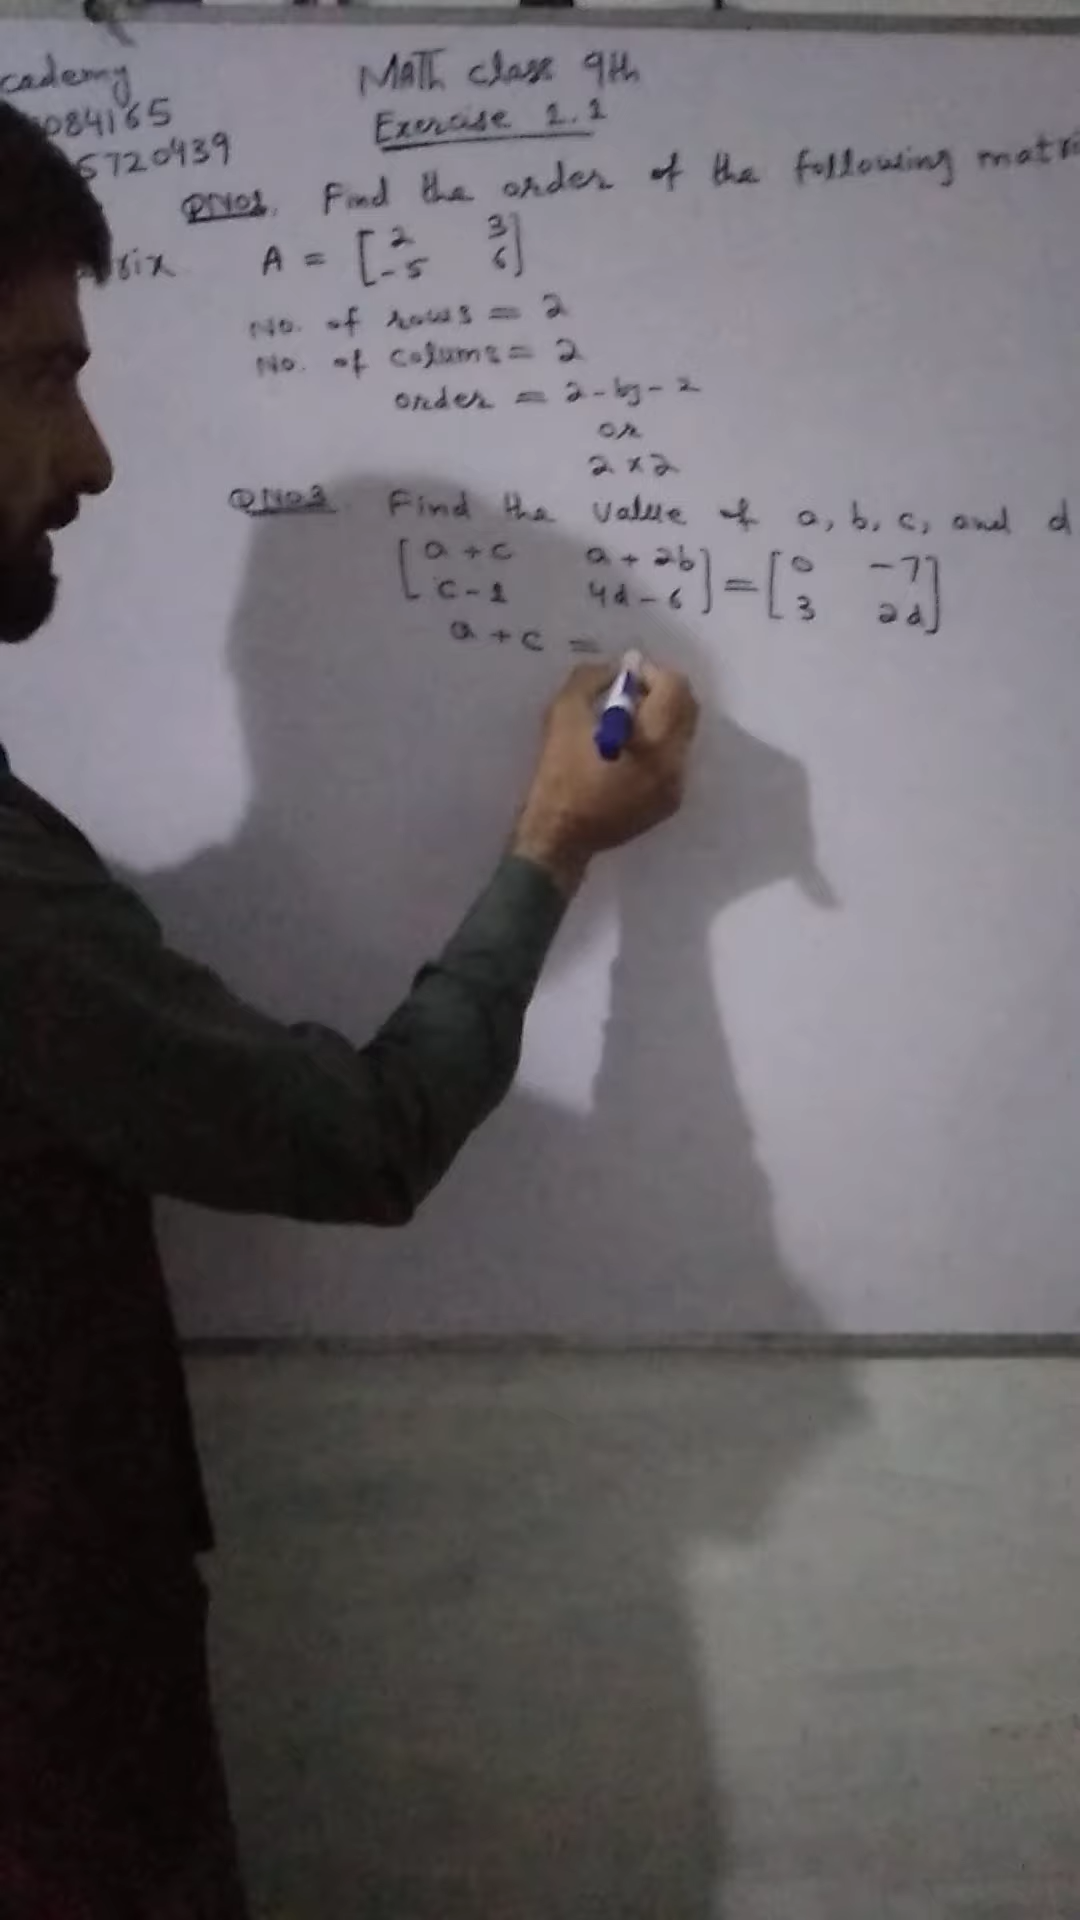 cademy
084165
5720439
MATH class 9th
Exercise 1.1
QNO1. Find the order of the following matri
rix A = [2 3
-5 6]
No. of rows = 2
No. of colums = 2
order = 2-by-2
or
2 x 2
QNO3 Find the value of a, b, c, and d
[a + c a + 2b
c - 1 4d - 6] = [0 -7
3 2d]
a + c =